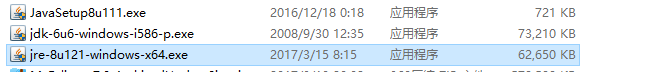 JavaSetup8u111.exe 2016/12/18 0:18 应用程序 721 KB
jdk-6u6-windows-i586-p.exe 2008/9/30 12:35 应用程序 73,210 KB
jre-8u121-windows-x64.exe 2017/3/15 8:15 应用程序 62,650 KB